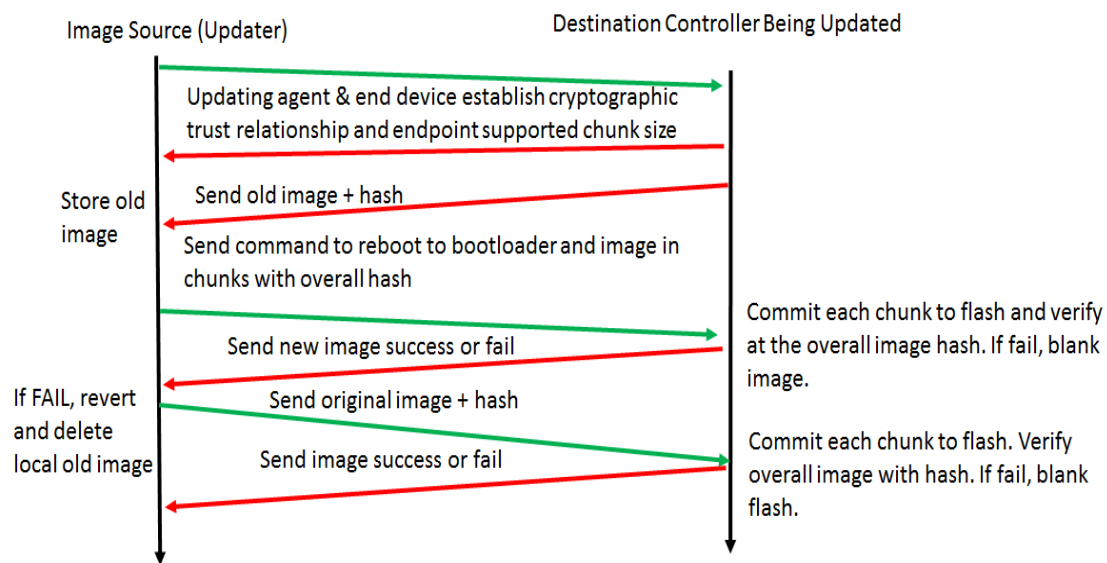 Image Source (Updater)
Destination Controller Being Updated
Updating agent & end device establish cryptographic
trust relationship and endpoint supported chunk size
Store old
image
Send old image + hash
Send command to reboot to bootloader and image in
chunks with overall hash
Commit each chunk to flash and verify
at the overall image hash. If fail, blank
image.
Send new image success or fail
If FAIL, revert
and delete
local old image
Send original image + hash
Commit each chunk to flash. Verify
overall image with hash. If fail, blank
flash.
Send image success or fail